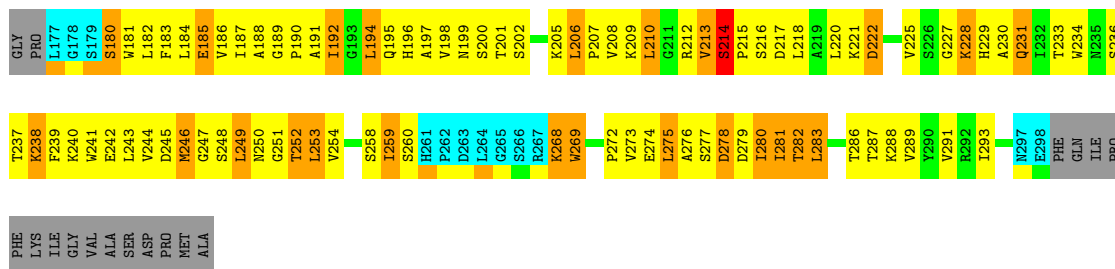 GLY PRO L177 G178 S179 S180 W181 L182 F183 L184 E185 V186 I187 A188 G189 P190 A191 I192 G193 L194 Q195 H196 A197 V198 N199 S200 T201 S202 K205 L206 P207 V208 K209 L210 G211 R212 V213 S214 P215 S216 D217 L218 A219 L220 K221 D222 V225 S226 G227 K228 H229 A230 Q231 I232 T233 W234 N235 S236
T237 K238 F239 K240 W241 E242 L243 V244 D245 M246 G247 S248 L249 N250 G251 T252 L253 V254 S258 I259 S260 H261 P262 D263 L264 G265 S266 R267 K268 W269 P272 V273 E274 L275 A276 S277 D278 D279 I280 I281 T282 L283 T286 T287 K288 V289 Y290 V291 R292 I293 N297 E298 PHE GLN ILE PRO
PHE LYS ILE GLY VAL ALA SER ASP PRO MET ALA